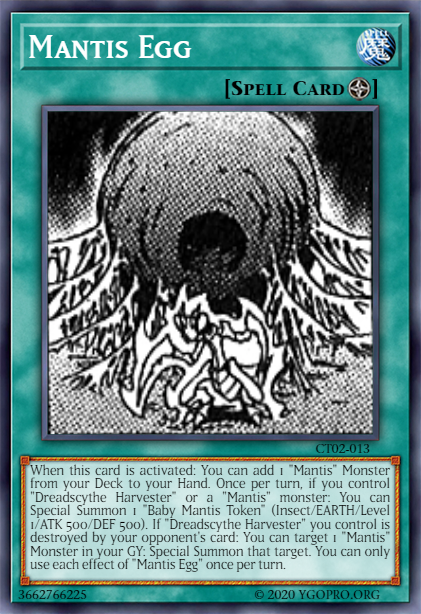 Mantis Egg
魔
[Spell Card]
CT02-013
When this card is activated: You can add 1 "Mantis" Monster
from your Deck to your Hand. Once per turn, if you control
"Dreadscythe Harvester" or a "Mantis" monster: You can
Special Summon 1 "Baby Mantis Token" (Insect/EARTH/Level
1/ATK 500/DEF 500). If "Dreadscythe Harvester" you control is
destroyed by your opponent's card: You can target 1 "Mantis"
Monster in your GY: Special Summon that target. You can only
use each effect of "Mantis Egg" once per turn.
3662766225
© 2020 YGOPRO.ORG